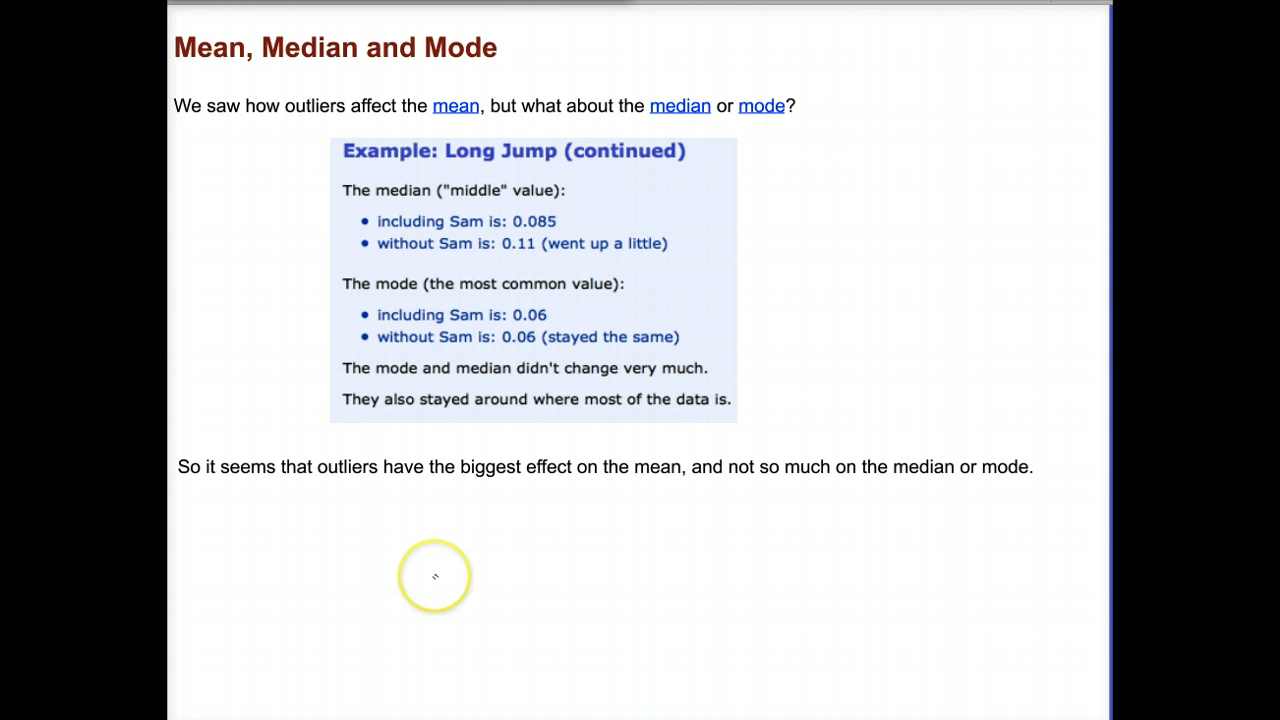 Mean, Median and Mode
We saw how outliers affect the mean, but what about the median or mode?
Example: Long Jump (continued)
The median ("middle" value):
• including Sam is: 0.085
• without Sam is: 0.11 (went up a little)
The mode (the most common value):
• including Sam is: 0.06
• without Sam is: 0.06 (stayed the same)
The mode and median didn't change very much.
They also stayed around where most of the data is.
So it seems that outliers have the biggest effect on the mean, and not so much on the median or mode.